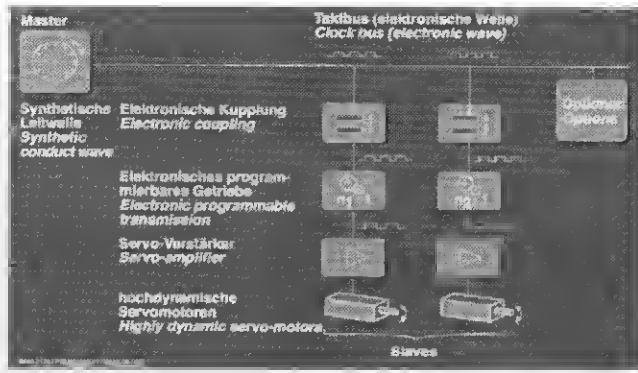 Master
Taktbus (elektronische Welle)
Clock bus (electronic wave)
Synthetische
Leitwelle
Synthetic
conduct wave
Elektronische Kupplung
Electronic coupling
Optionen
Options
Elektronisches program-
mierbares Getriebe
Electronic programmable
transmission
Servo-Verstärker
Servo-amplifier
hochdynamische
Servomotoren
Highly dynamic servo-motors
Slaves